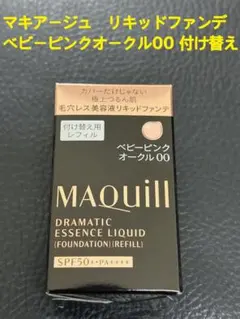 マキアージュ リキッドファンデ
ベビーピンクオークル00 付け替え
カバーだけじゃない
極上つるん肌
毛穴レス美容液リキッドファンデ
付け替え用
レフィル
ベビーピンク
オークル 00
MAQuill
DRAMATIC
ESSENCE LIQUID
(FOUNDATION) (REFILL)
SPF50+・PA++++